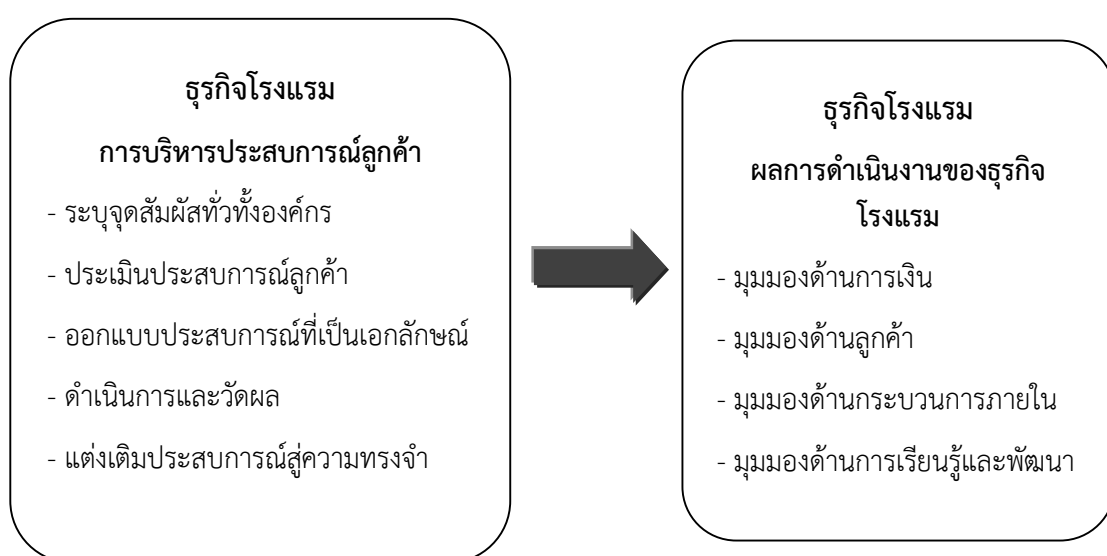 ธุรกิจโรงแรม
การบริหารประสบการณ์ลูกค้า
- ระบุจุดสัมผัสทั่วทั้งองค์กร
- ประเมินประสบการณ์ลูกค้า
- ออกแบบประสบการณ์ที่เป็นเอกลักษณ์
- ดำเนินการและวัดผล
- แต่งเติมประสบการณ์สู่ความทรงจำ
ธุรกิจโรงแรม
ผลการดำเนินงานของธุรกิจ
โรงแรม
- มุมมองด้านการเงิน
- มุมมองด้านลูกค้า
- มุมมองด้านกระบวนการภายใน
- มุมมองด้านการเรียนรู้และพัฒนา